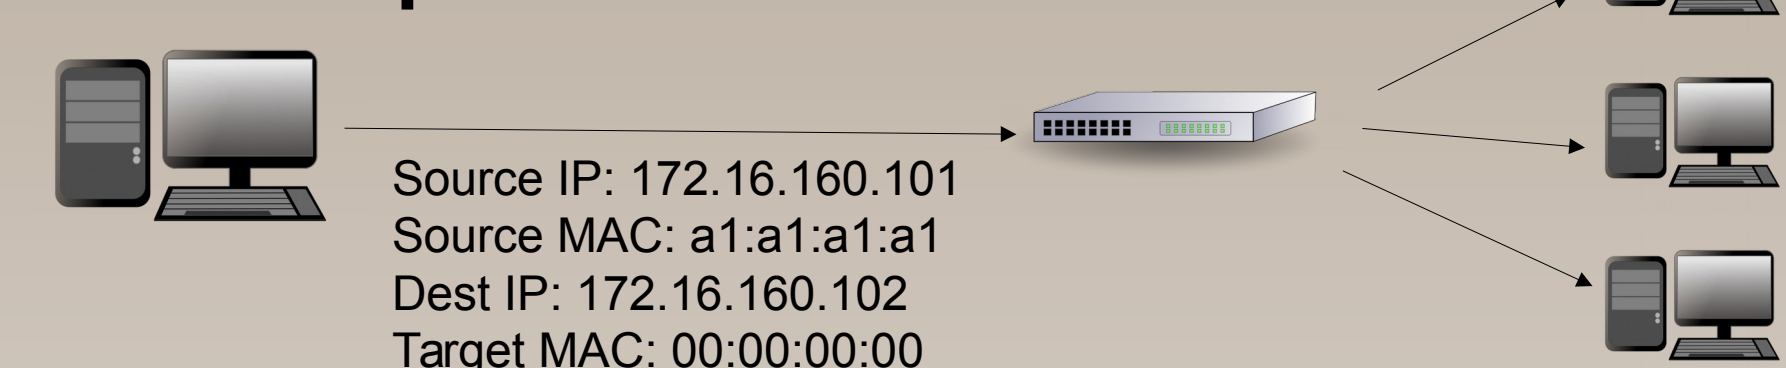 Source IP: 172.16.160.101
Source MAC: a1:a1:a1:a1
Dest IP: 172.16.160.102
Target MAC: 00:00:00:00